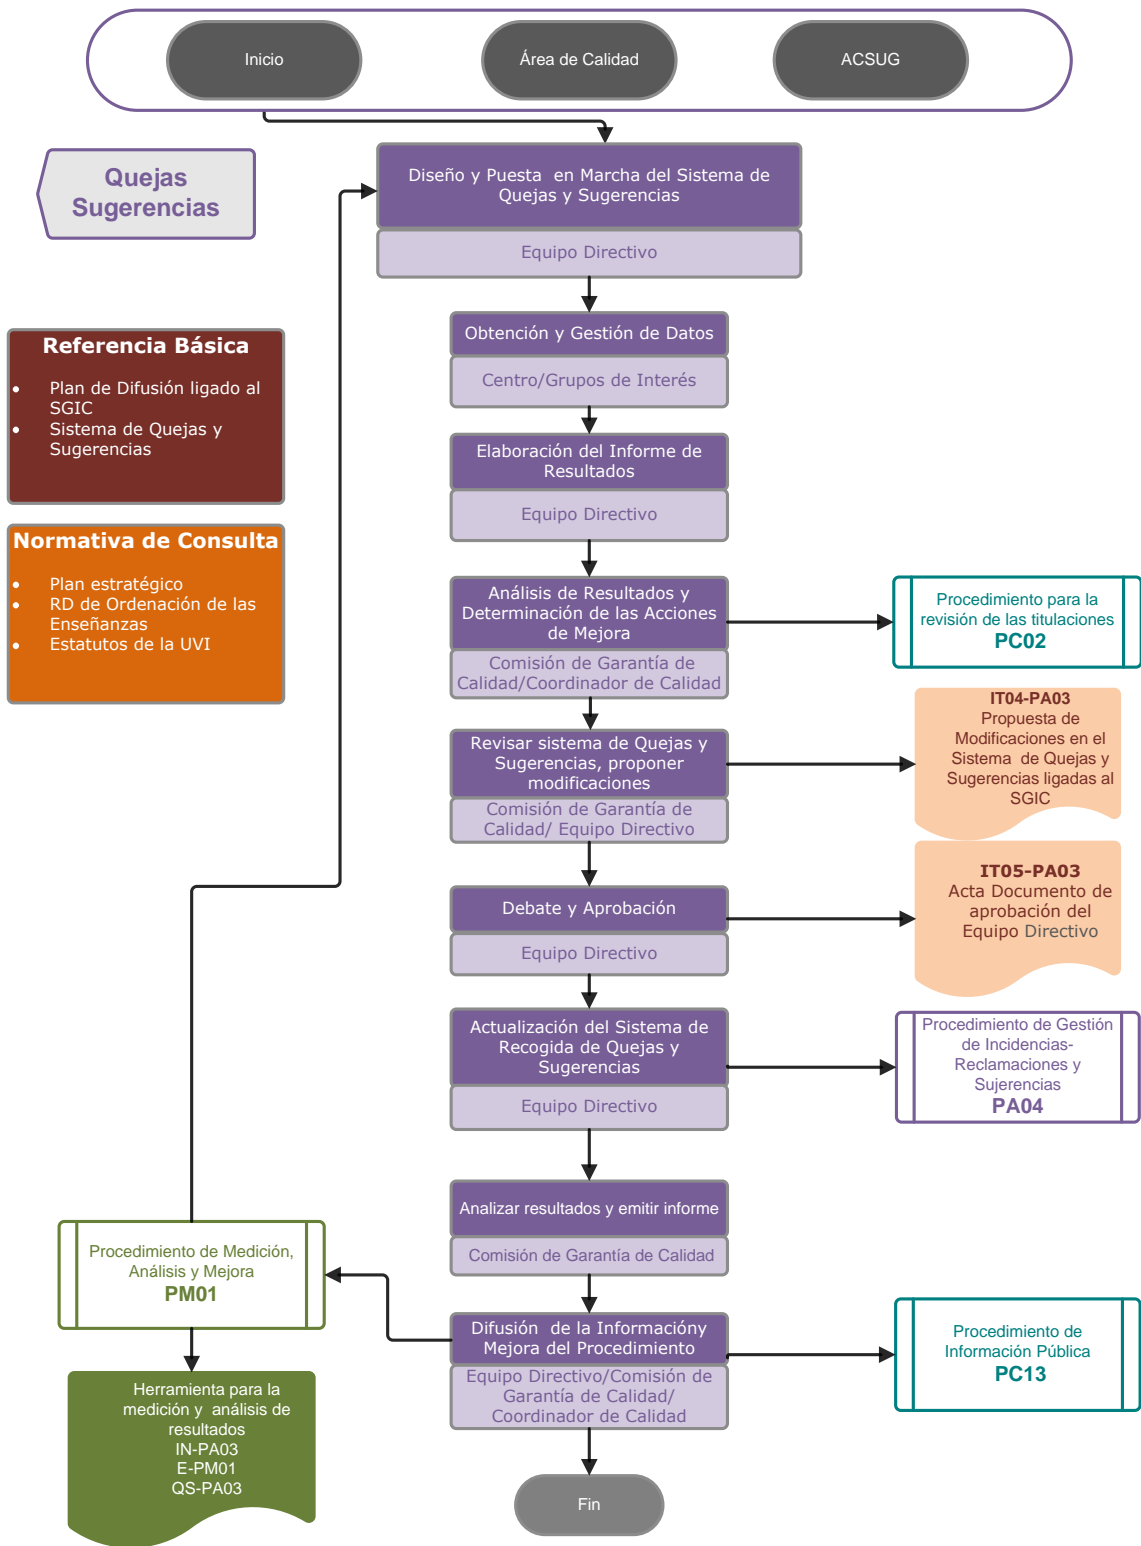 Inicio
Área de Calidad
ACSUG
Quejas
Sugerencias
Diseño y Puesta en Marcha del Sistema de
Quejas y Sugerencias
Equipo Directivo
Obtención y Gestión de Datos
Centro/Grupos de Interés
Referencia Básica
Plan de Difusión ligado al
SGIC
Sistema de Quejas y
Sugerencias
Elaboración del Informe de
Resultados
Equipo Directivo
Normativa de Consulta
Plan estratégico
RD de Ordenación de las
Enseñanzas
Estatutos de la UVI
Análisis de Resultados y
Determinación de las Acciones
de Mejora
Comisión de Garantía de
Calidad/Coordinador de Calidad
Procedimiento para la
revisión de las titulaciones
PC02
Revisar sistema de Quejas y
Sugerencias, proponer
modificaciones
Comisión de Garantía de
Calidad/ Equipo Directivo
IT04-PA03
Propuesta de
Modificaciones en el
Sistema de Quejas y
Sugerencias ligadas al
SGIC
Debate y Aprobación
Equipo Directivo
IT05-PA03
Acta Documento de
aprobación del
Equipo Directivo
Actualización del Sistema de
Recogida de Quejas y
Sugerencias
Equipo Directivo
Procedimiento de Gestión
de Incidencias-
Reclamaciones y
Sujerencias
PA04
Analizar resultados y emitir informe
Comisión de Garantía de Calidad
Procedimiento de Medición,
Análisis y Mejora
PM01
Difusión de la Informacióny
Mejora del Procedimiento
Equipo Directivo/Comisión de
Garantía de Calidad/
Coordinador de Calidad
Procedimiento de
Información Pública
PC13
Herramienta para la
medición y análisis de
resultados
IN-PA03
E-PM01
QS-PA03
Fin